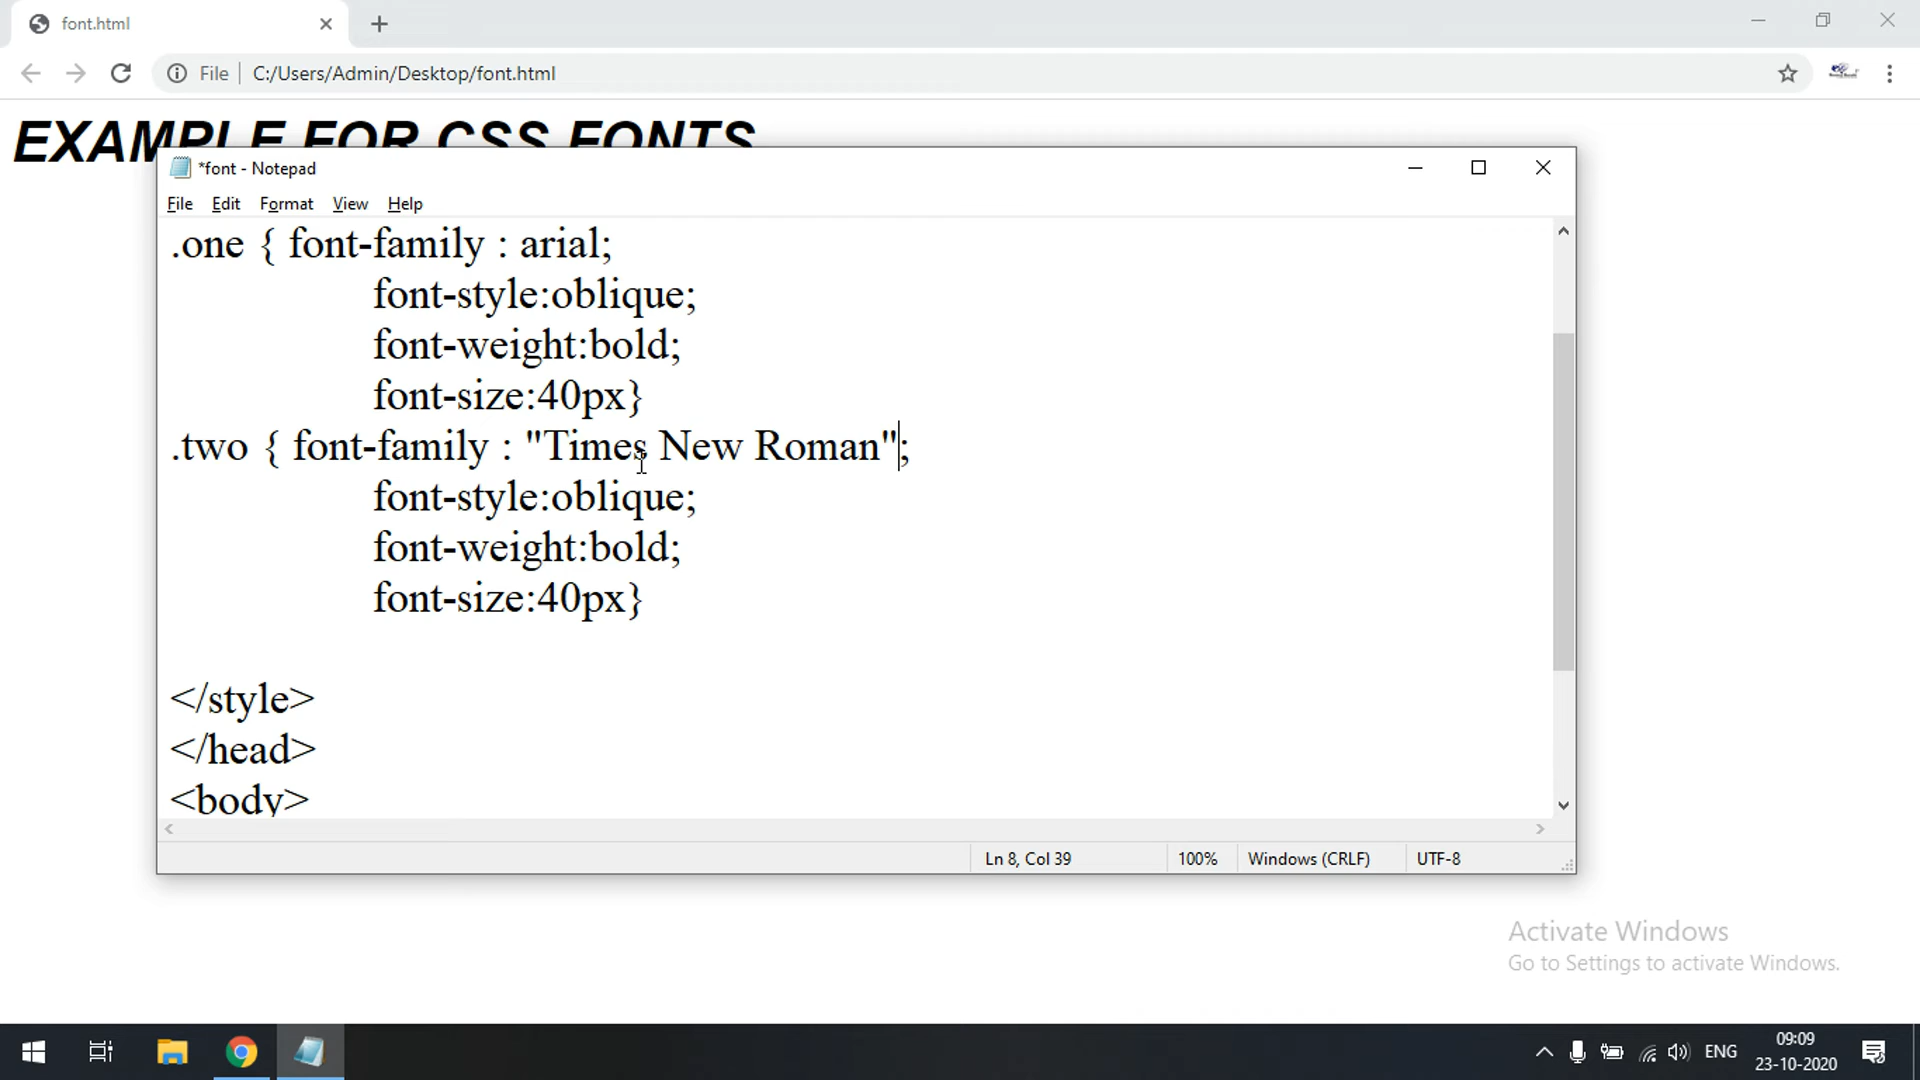 font.html
File
C:/Users/Admin/Desktop/font.html
EXAMPLE FOR CSS FONTS
*font - Notepad
File Edit Format View Help
.one { font-family : arial;
font-style:oblique;
font-weight:bold;
font-size:40px}
.two { font-family : "Times New Roman";
font-style:oblique;
font-weight:bold;
font-size:40px}
</style>
</head>
<body>
Ln 8, Col 39 100% Windows (CRLF) UTF-8
Activate Windows
Go to Settings to activate Windows.
ENG
09:09
23-10-2020